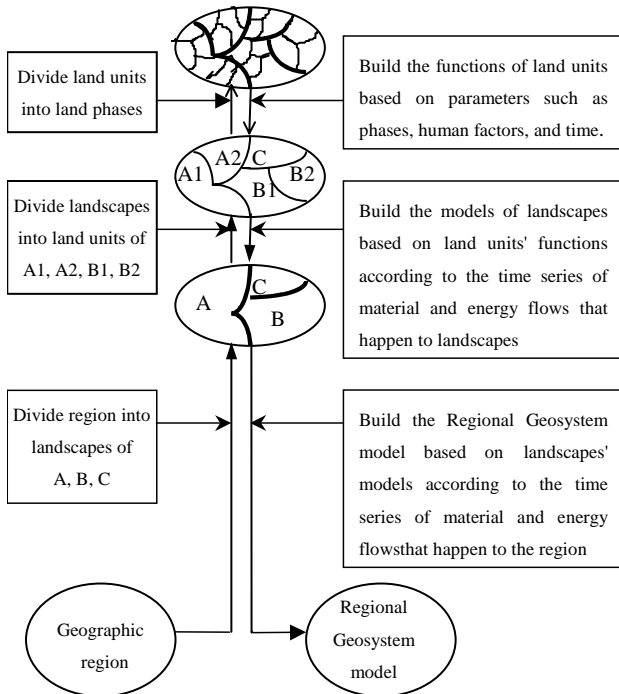 Divide land units
into land phases
Build the functions of land units
based on parameters such as
phases, human factors, and time.
A1
A2
C
B1
B2
Divide landscapes
into land units of
A1, A2, B1, B2
Build the models of landscapes
based on land units' functions
according to the time series of
material and energy flows that
happen to landscapes
A
C
B
Divide region into
landscapes of
A, B, C
Build the Regional Geosystem
model based on landscapes'
models according to the time
series of material and energy
flowsthat happen to the region
Geographic
region
Regional
Geosystem
model